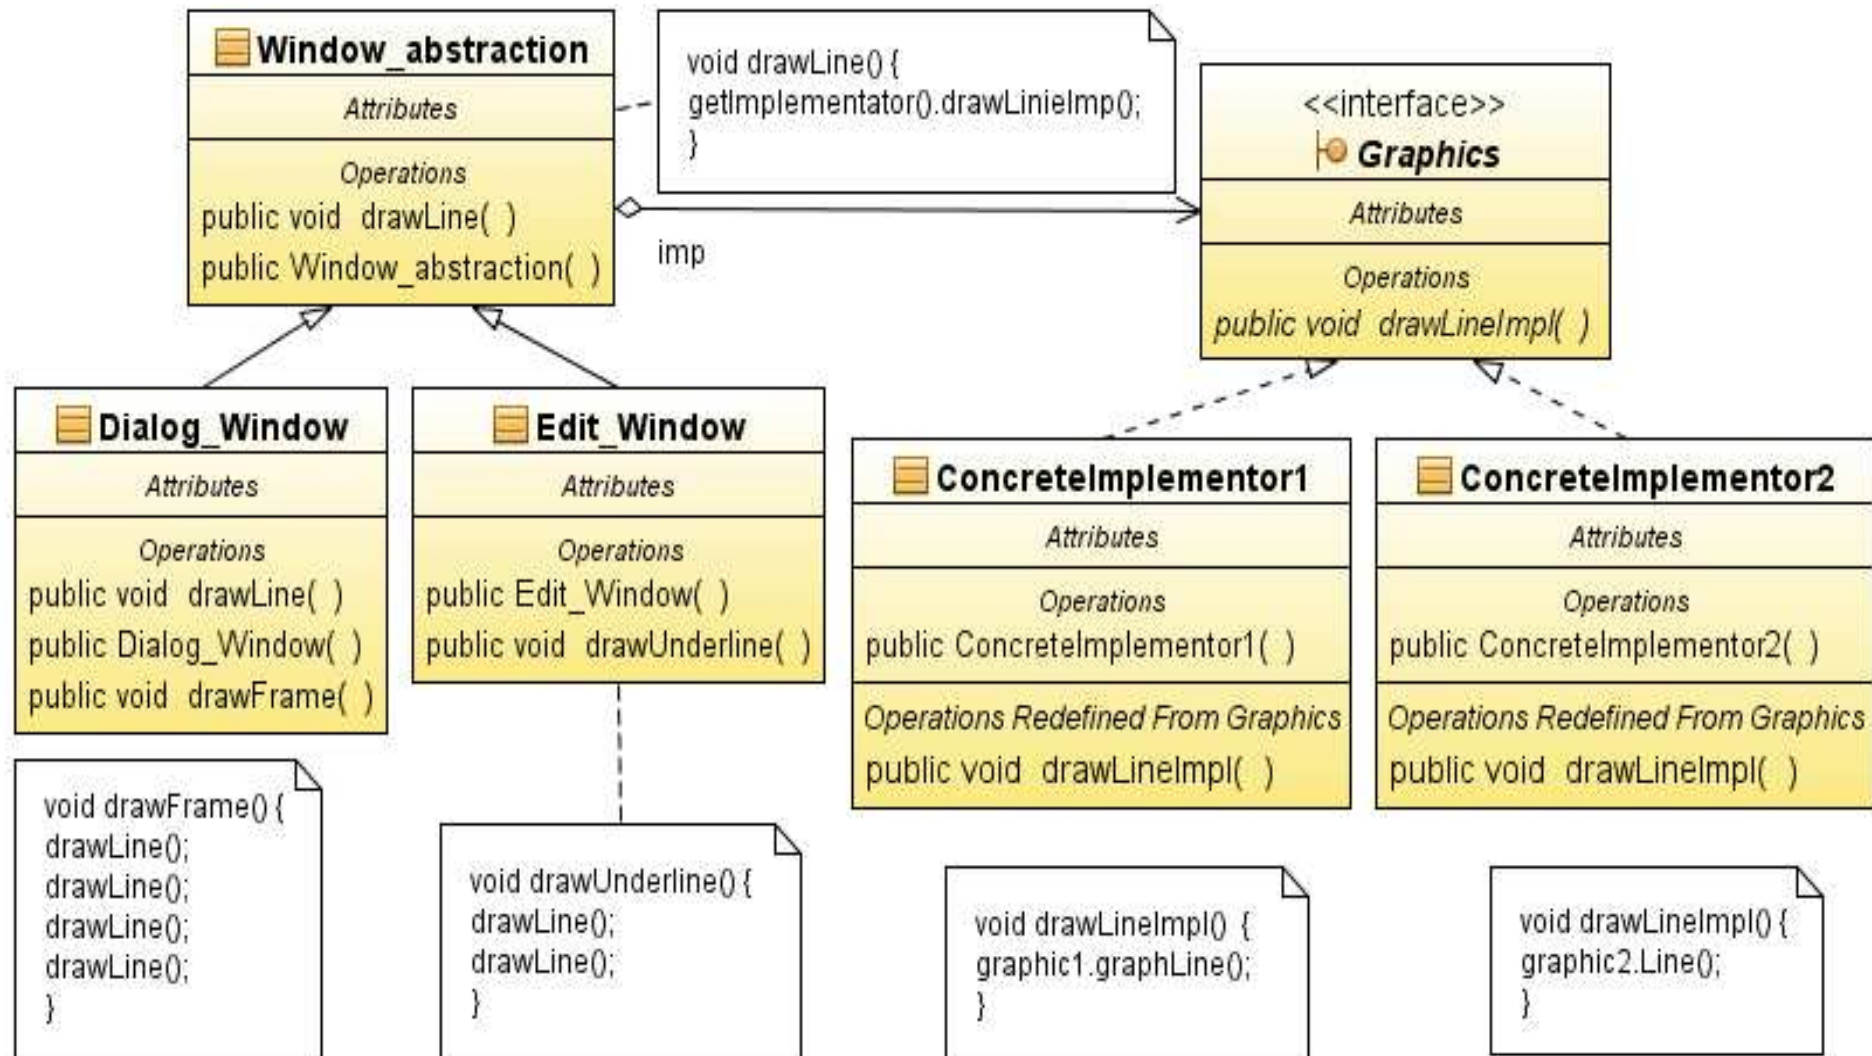 Window_abstraction
Attributes
Operations
public void drawLine( )
public Window_abstraction( )
void drawLine() {
getImplementator().drawLinieImp();
}
imp
<<interface>>
Graphics
Attributes
Operations
public void drawLineImpl( )
Dialog_Window
Attributes
Operations
public void drawLine( )
public Dialog_Window( )
public void drawFrame( )
Edit_Window
Attributes
Operations
public Edit_Window( )
public void drawUnderline( )
ConcreteImplementor1
Attributes
Operations
public ConcreteImplementor1( )
Operations Redefined From Graphics
public void drawLineImpl( )
ConcreteImplementor2
Attributes
Operations
public ConcreteImplementor2( )
Operations Redefined From Graphics
public void drawLineImpl( )
void drawFrame() {
drawLine();
drawLine();
drawLine();
drawLine();
}
void drawUnderline() {
drawLine();
drawLine();
}
void drawLineImpl() {
graphic1.graphLine();
}
void drawLineImpl() {
graphic2.Line();
}